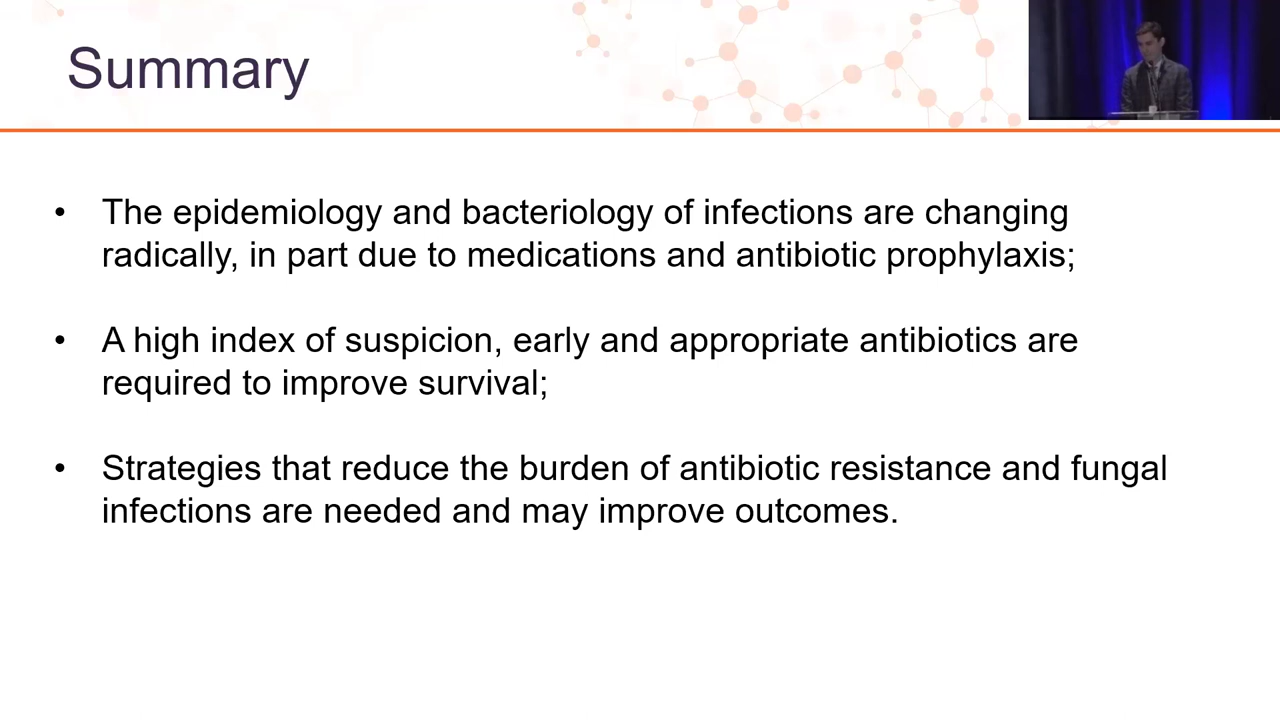 Summary
• The epidemiology and bacteriology of infections are changing
radically, in part due to medications and antibiotic prophylaxis;
• A high index of suspicion, early and appropriate antibiotics are
required to improve survival;
• Strategies that reduce the burden of antibiotic resistance and fungal
infections are needed and may improve outcomes.